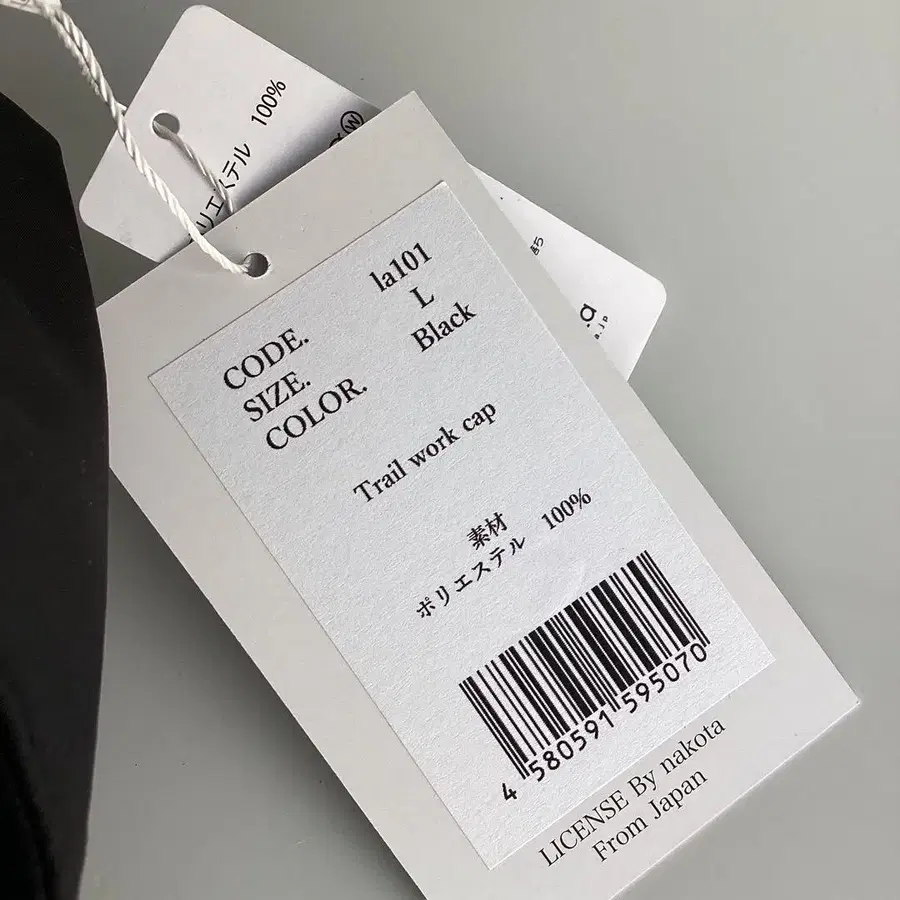 CODE. la101
SIZE. L
COLOR. Black
Trail work cap
素材
ポリエステル 100%
4 580591 595070
LICENSE By nakota
From Japan
リエステル 100%